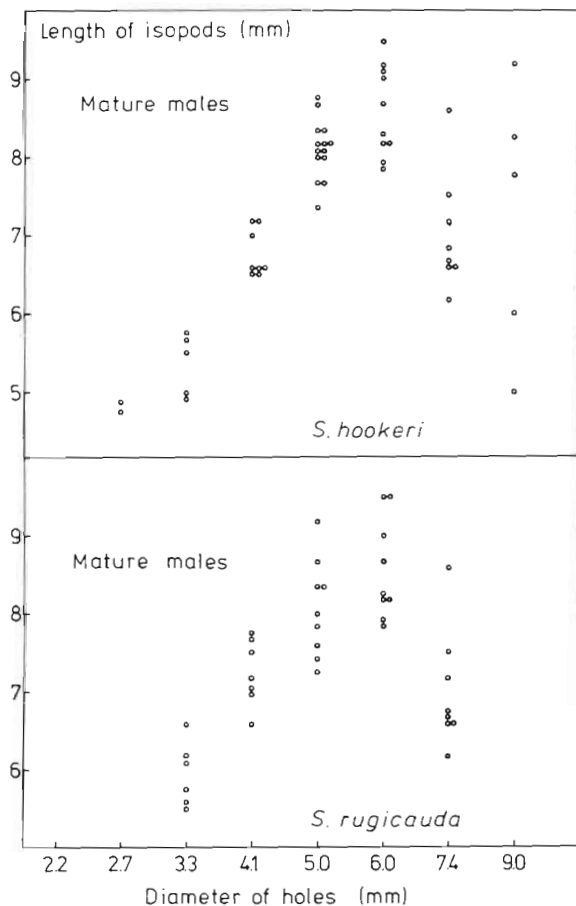 Length of isopods (mm)
9
Mature males
8
7
6
5
S. hookeri
9
Mature males
8
7
6
S. rugicauda
2.2 2.7 3.3 4.1 5.0 6.0 7.4 9.0
Diameter of holes (mm)